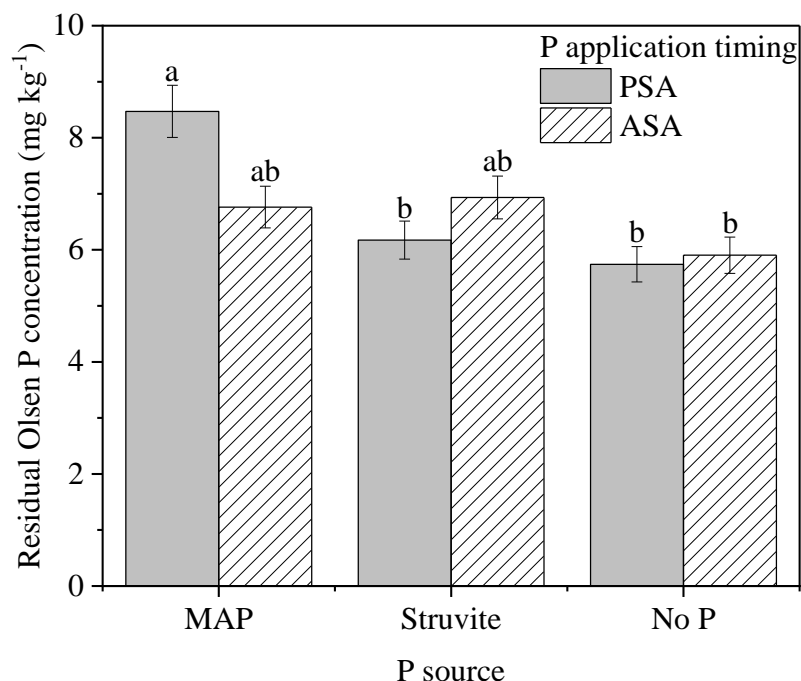 Residual Olsen P concentration (mg kg⁻¹)
10
8
6
4
2
0
P application timing
PSA
ASA
a
ab
b
ab
b
b
MAP
Struvite
No P
P source